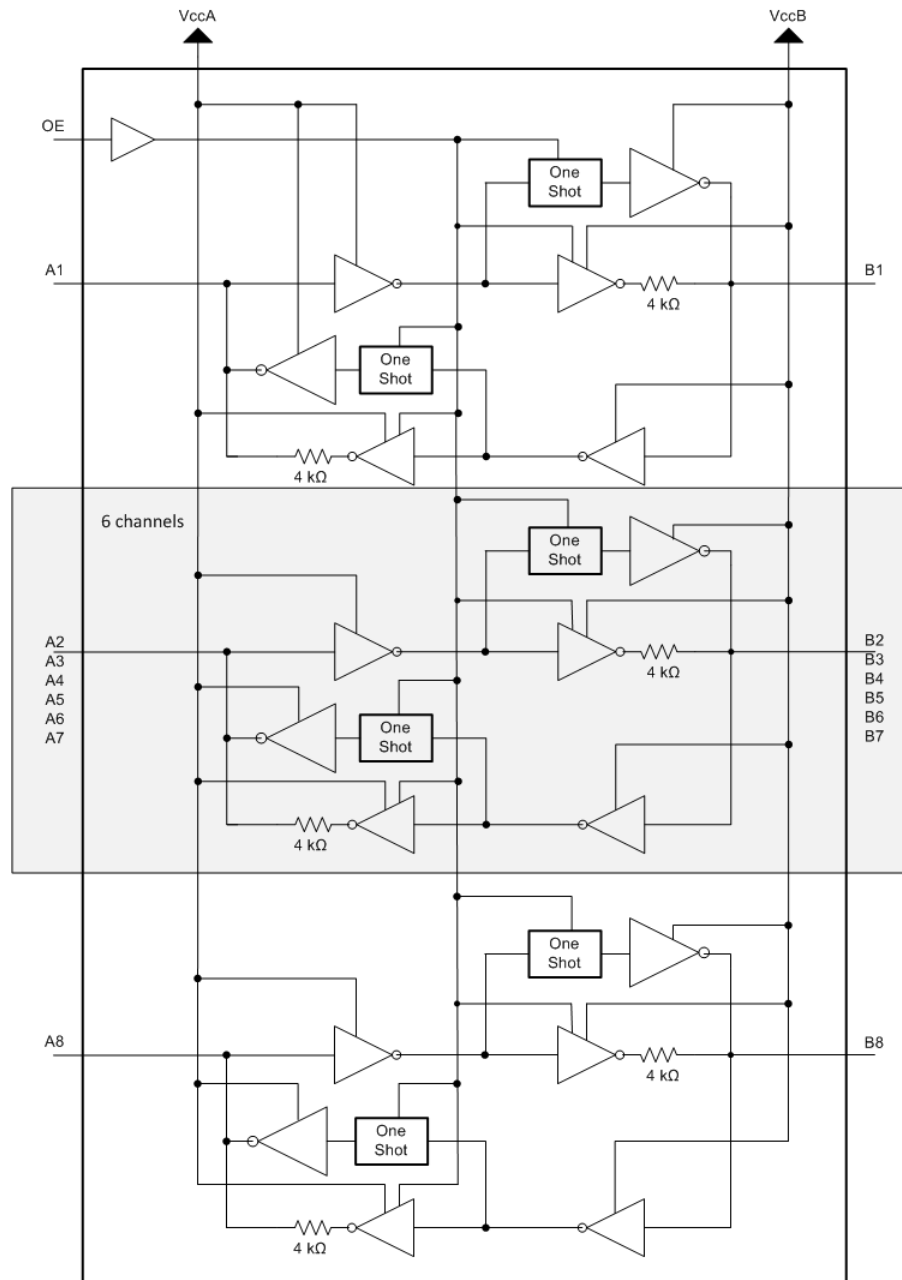 VccA
VccB
OE
One
Shot
A1
B1
4 kΩ
One
Shot
4 kΩ
6 channels
One
Shot
A2
A3
A4
A5
A6
A7
4 kΩ
B2
B3
B4
B5
B6
B7
One
Shot
4 kΩ
One
Shot
A8
B8
4 kΩ
One
Shot
4 kΩ